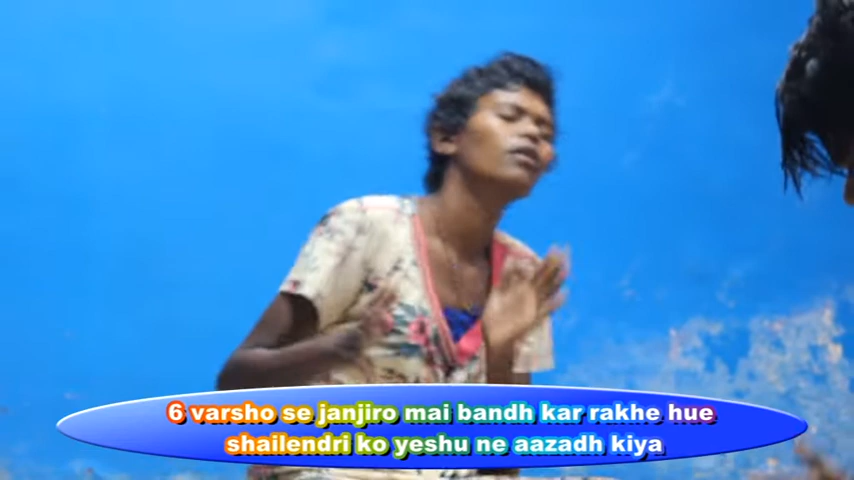 6 varsho se janjiro mai bandh kar rakhe hue
shailendri ko yeshu ne aazadh kiya